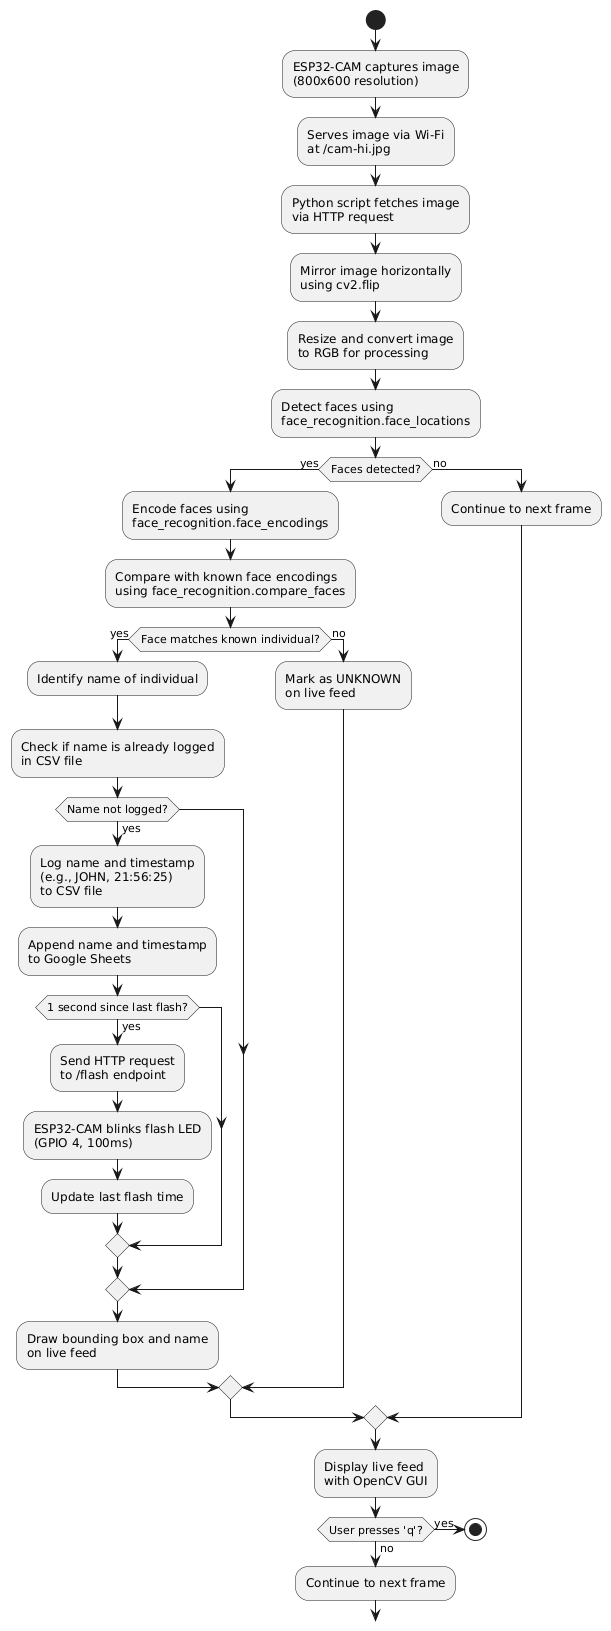 ESP32-CAM captures image
(800x600 resolution)
Serves image via Wi-Fi
at /cam-hi.jpg
Python script fetches image
via HTTP request
Mirror image horizontally
using cv2.flip
Resize and convert image
to RGB for processing
Detect faces using
face_recognition.face_locations
Faces detected?
yes
no
Encode faces using
face_recognition.face_encodings
Continue to next frame
Compare with known face encodings
using face_recognition.compare_faces
Face matches known individual?
yes
no
Identify name of individual
Mark as UNKNOWN
on live feed
Check if name is already logged
in CSV file
Name not logged?
yes
Log name and timestamp
(e.g., JOHN, 21:56:25)
to CSV file
Append name and timestamp
to Google Sheets
1 second since last flash?
yes
Send HTTP request
to /flash endpoint
ESP32-CAM blinks flash LED
(GPIO 4, 100ms)
Update last flash time
Draw bounding box and name
on live feed
Display live feed
with OpenCV GUI
User presses 'q'?
yes
no
Continue to next frame